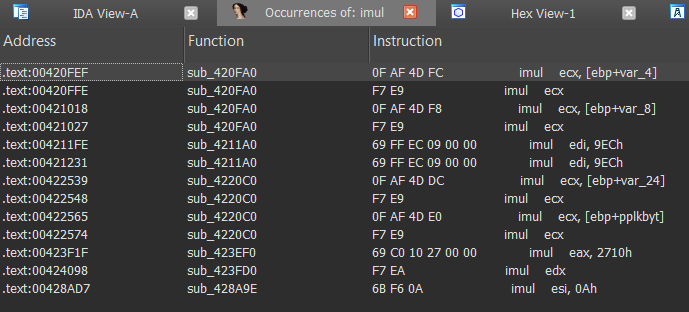 IDA View-A Occurrences of: imul Hex View-1
Address Function Instruction
.text:00420FEF sub_420FA0 0F AF 4D FC imul ecx, [ebp+var_4]
.text:00420FFE sub_420FA0 F7 E9 imul ecx
.text:00421018 sub_420FA0 0F AF 4D F8 imul ecx, [ebp+var_8]
.text:00421027 sub_420FA0 F7 E9 imul ecx
.text:004211FE sub_4211A0 69 FF EC 09 00 00 imul edi, 9ECh
.text:00421231 sub_4211A0 69 FF EC 09 00 00 imul edi, 9ECh
.text:00422539 sub_4220C0 0F AF 4D DC imul ecx, [ebp+var_24]
.text:00422548 sub_4220C0 F7 E9 imul ecx
.text:00422565 sub_4220C0 0F AF 4D E0 imul ecx, [ebp+pplkbyt]
.text:00422574 sub_4220C0 F7 E9 imul ecx
.text:00423F1F sub_423EF0 69 C0 10 27 00 00 imul eax, 2710h
.text:00424098 sub_423FD0 F7 EA imul edx
.text:00428AD7 sub_428A9E 6B F6 0A imul esi, 0Ah